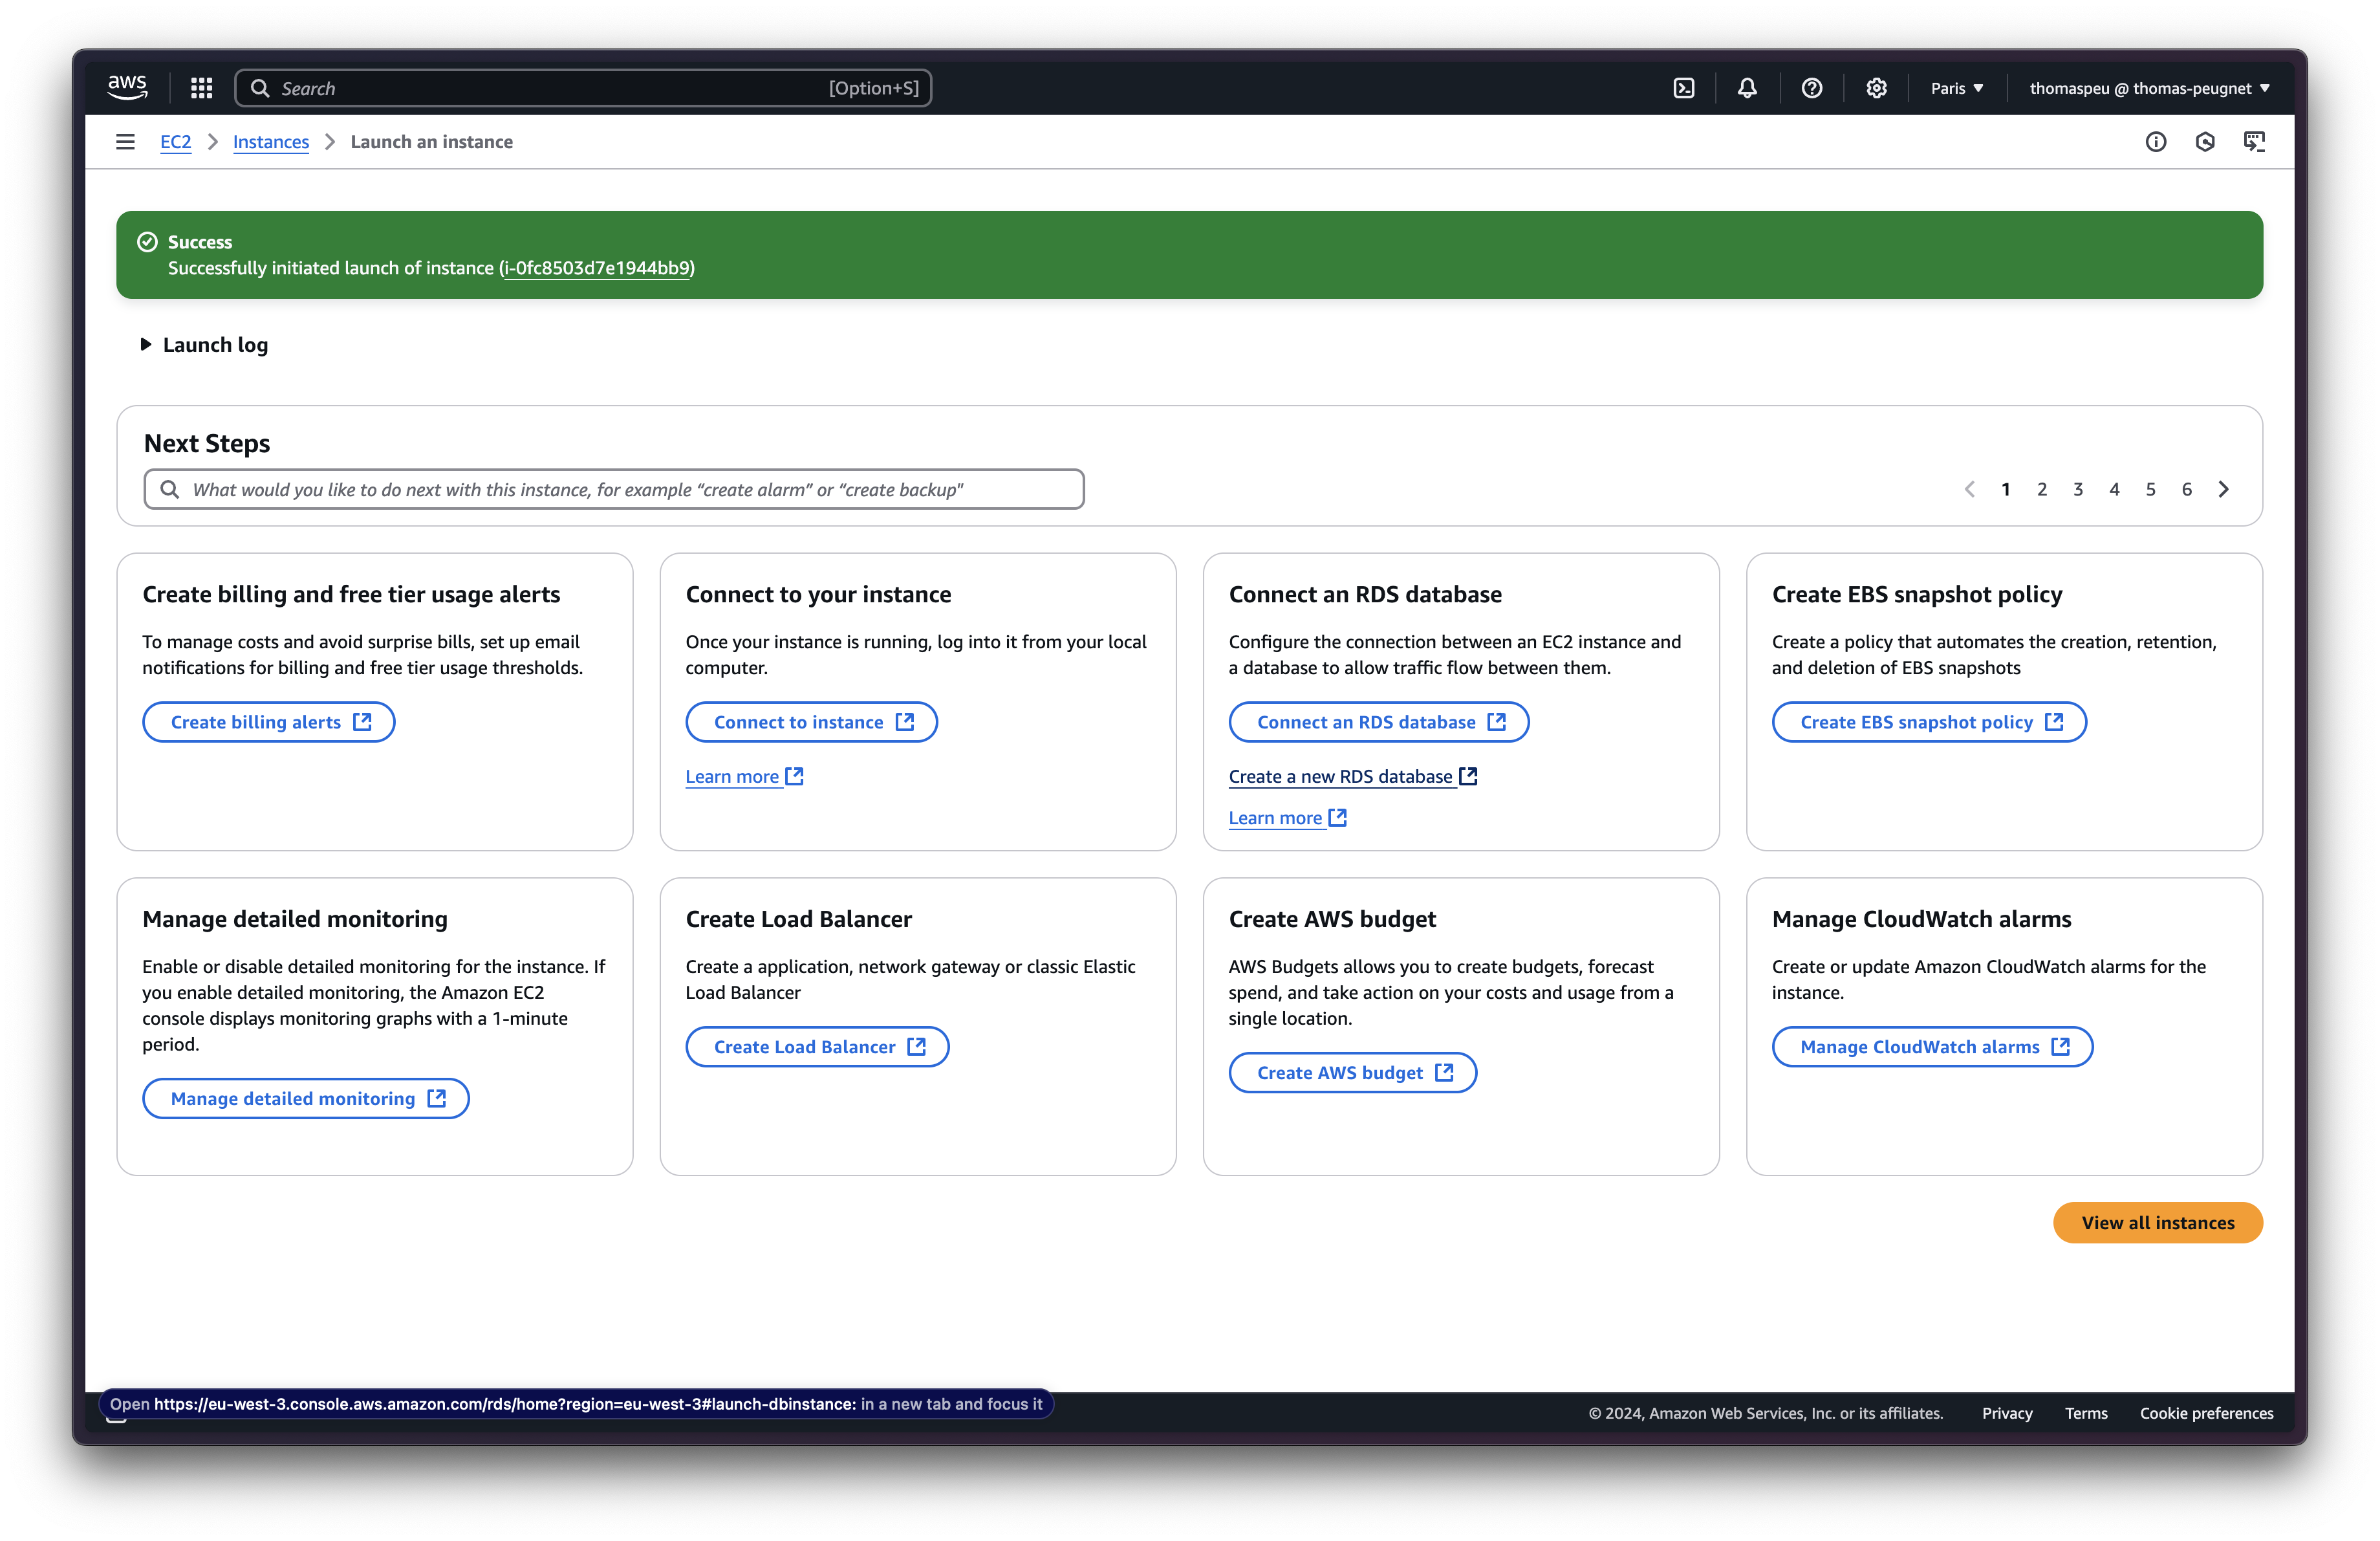 aws
Search [Option+S]
Paris
thomaspeu @ thomas-peugnet
EC2 Instances Launch an instance
Success
Successfully initiated launch of instance (i-0fc8503d7e1944bb9)
Launch log
Next Steps
What would you like to do next with this instance, for example “create alarm” or “create backup"
1 2 3 4 5 6
Create billing and free tier usage alerts
To manage costs and avoid surprise bills, set up email
notifications for billing and free tier usage thresholds.
Create billing alerts
Connect to your instance
Once your instance is running, log into it from your local
computer.
Connect to instance
Learn more
Connect an RDS database
Configure the connection between an EC2 instance and
a database to allow traffic flow between them.
Connect an RDS database
Create a new RDS database
Learn more
Create EBS snapshot policy
Create a policy that automates the creation, retention,
and deletion of EBS snapshots
Create EBS snapshot policy
Manage detailed monitoring
Enable or disable detailed monitoring for the instance. If
you enable detailed monitoring, the Amazon EC2
console displays monitoring graphs with a 1-minute
period.
Manage detailed monitoring
Create Load Balancer
Create a application, network gateway or classic Elastic
Load Balancer
Create Load Balancer
Create AWS budget
AWS Budgets allows you to create budgets, forecast
spend, and take action on your costs and usage from a
single location.
Create AWS budget
Manage CloudWatch alarms
Create or update Amazon CloudWatch alarms for the
instance.
Manage CloudWatch alarms
View all instances
Open https://eu-west-3.console.aws.amazon.com/rds/home?region=eu-west-3#launch-dbinstance: in a new tab and focus it
© 2024, Amazon Web Services, Inc. or its affiliates. Privacy Terms Cookie preferences